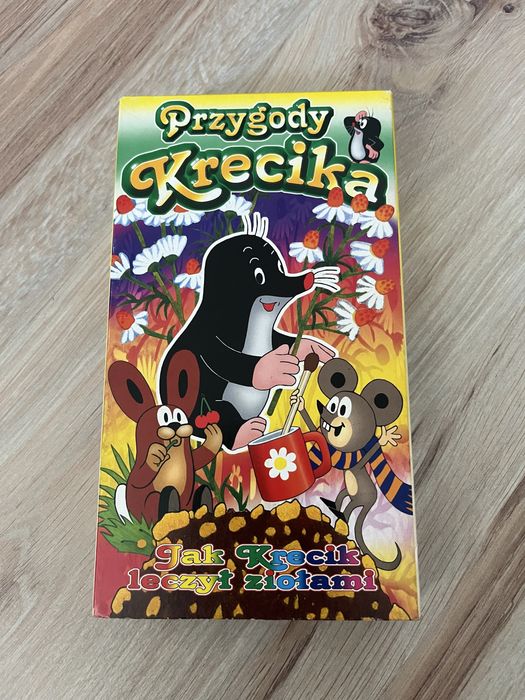 Przygody
Krecika
Jak Krecik
leczył ziołami